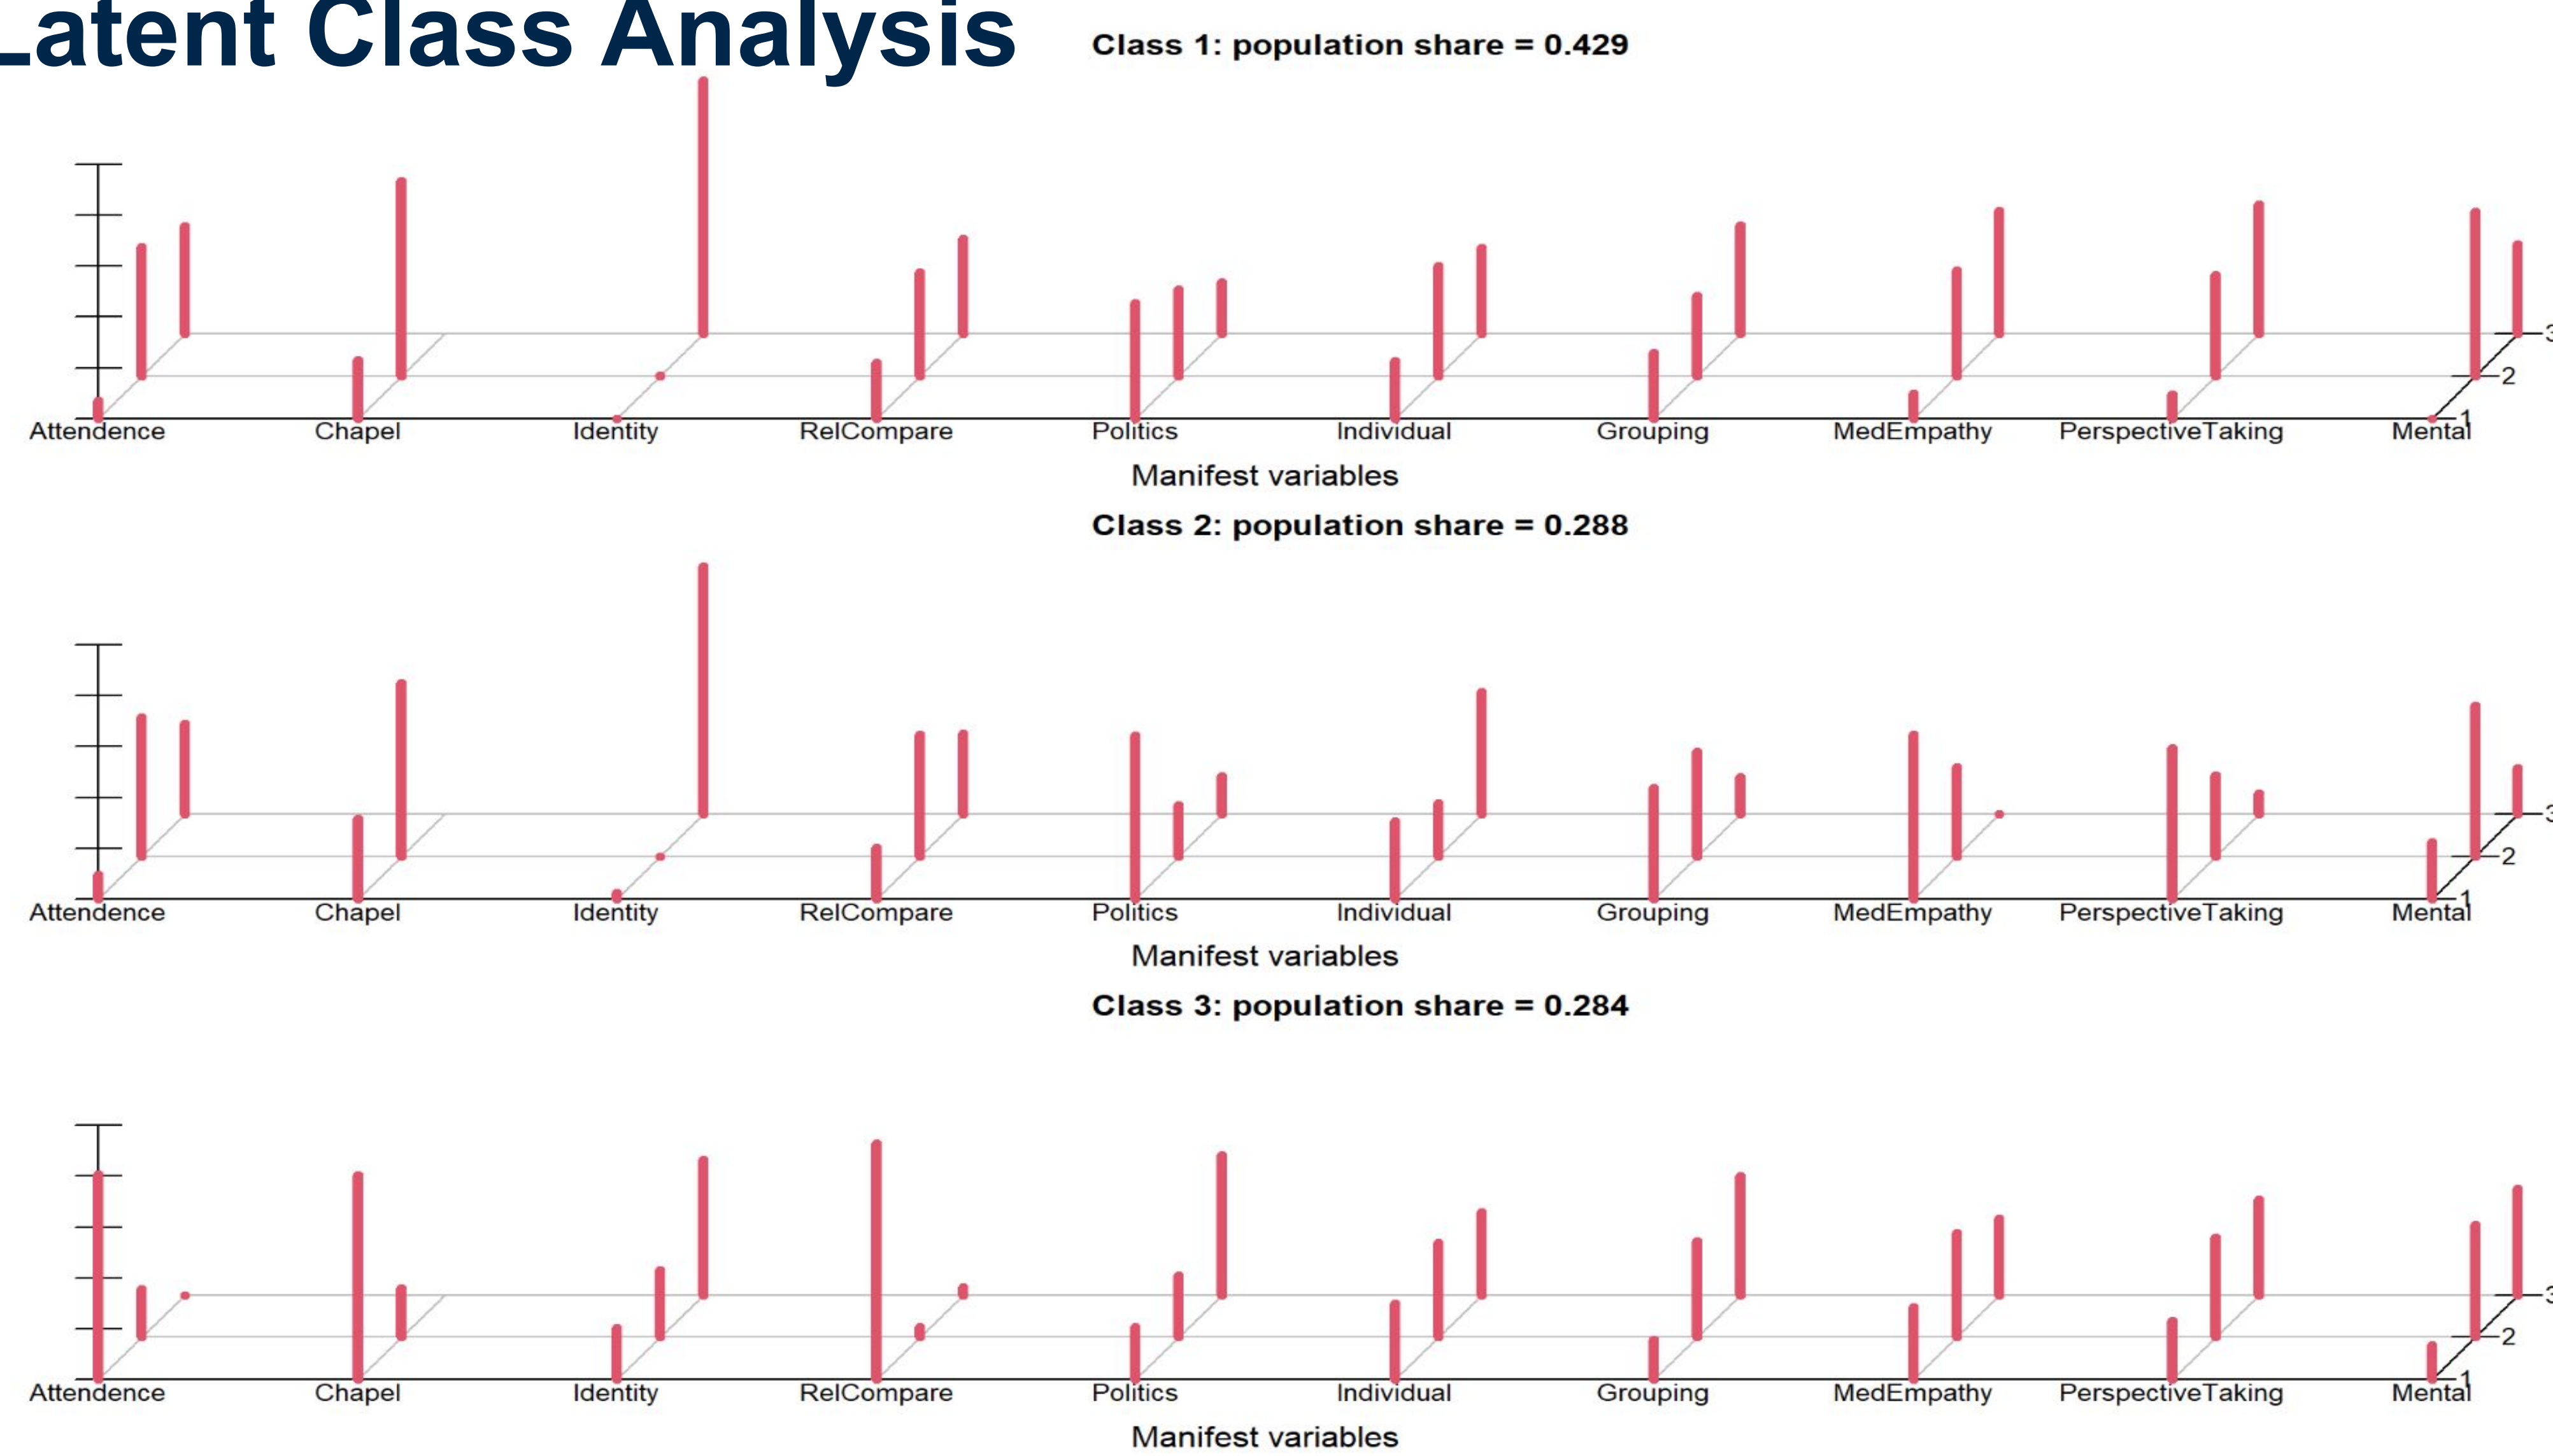 Latent Class Analysis
Class 1: population share = 0.429
3
2
1
Attendence Chapel Identity RelCompare Politics Individual Grouping MedEmpathy PerspectiveTaking Mental
Manifest variables
Class 2: population share = 0.288
3
2
1
Attendence Chapel Identity RelCompare Politics Individual Grouping MedEmpathy PerspectiveTaking Mental
Manifest variables
Class 3: population share = 0.284
3
2
1
Attendence Chapel Identity RelCompare Politics Individual Grouping MedEmpathy PerspectiveTaking Mental
Manifest variables